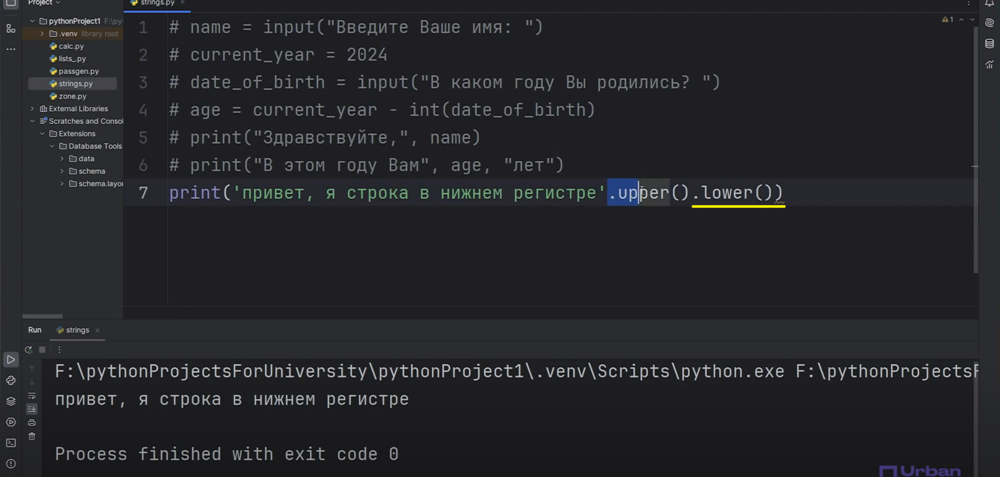 Project
strings.py
pythonProject1 F:\py
.venv library root
calc.py
lists_.py
passgen.py
strings.py
zone.py
External Libraries
Scratches and Consol
Extensions
Database Tools
data
schema
schema.layou
1 # name = input("Введите Ваше имя: ")
2 # current_year = 2024
3 # date_of_birth = input("В каком году Вы родились? ")
4 # age = current_year - int(date_of_birth)
5 # print("Здравствуйте,", name)
6 # print("В этом году Вам", age, "лет")
7 print('привет, я строка в нижнем регистре'.upper().lower())
1
Run strings
F:\pythonProjectsForUniversity\pythonProject1\.venv\Scripts\python.exe F:\pythonProjectsF
привет, я строка в нижнем регистре
Process finished with exit code 0
Urban